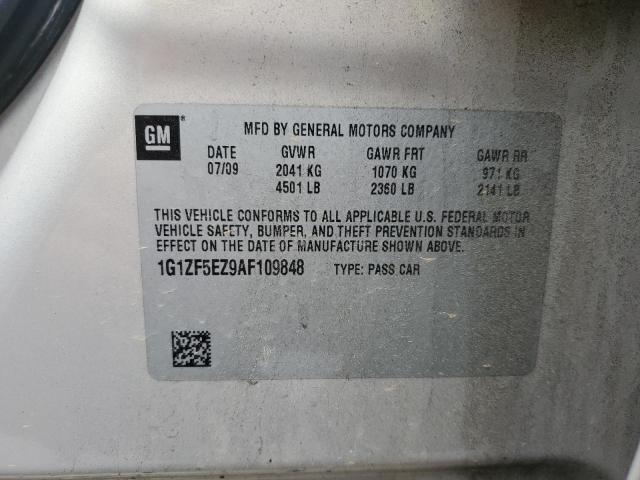 GM ®
MFD BY GENERAL MOTORS COMPANY
DATE GVWR GAWR FRT GAWR RR
07/09 2041 KG 1070 KG 971 KG
4501 LB 2360 LB 2141 LB
THIS VEHICLE CONFORMS TO ALL APPLICABLE U.S. FEDERAL MOTOR
VEHICLE SAFETY, BUMPER, AND THEFT PREVENTION STANDARDS
IN EFFECT ON THE DATE OF MANUFACTURE SHOWN ABOVE.
1G1ZF5EZ9AF109848 TYPE: PASS CAR